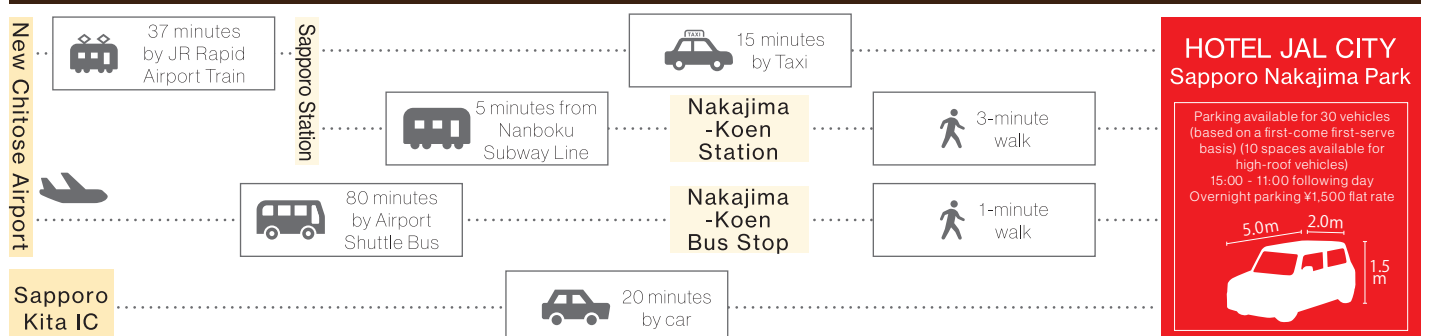 New Chitose Airport
37 minutes
by JR Rapid
Airport Train
Sapporo Station
TAXI
15 minutes
by Taxi
5 minutes from
Nanboku
Subway Line
Nakajima
-Koen
Station
3-minute
walk
80 minutes
by Airport
Shuttle Bus
Nakajima
-Koen
Bus Stop
1-minute
walk
Sapporo
Kita IC
20 minutes
by car
HOTEL JAL CITY
Sapporo Nakajima Park
Parking available for 30 vehicles
(based on a first-come first-serve
basis) (10 spaces available for
high-roof vehicles)
15:00 - 11:00 following day
Overnight parking ¥1,500 flat rate
5.0m
2.0m
1.5
m